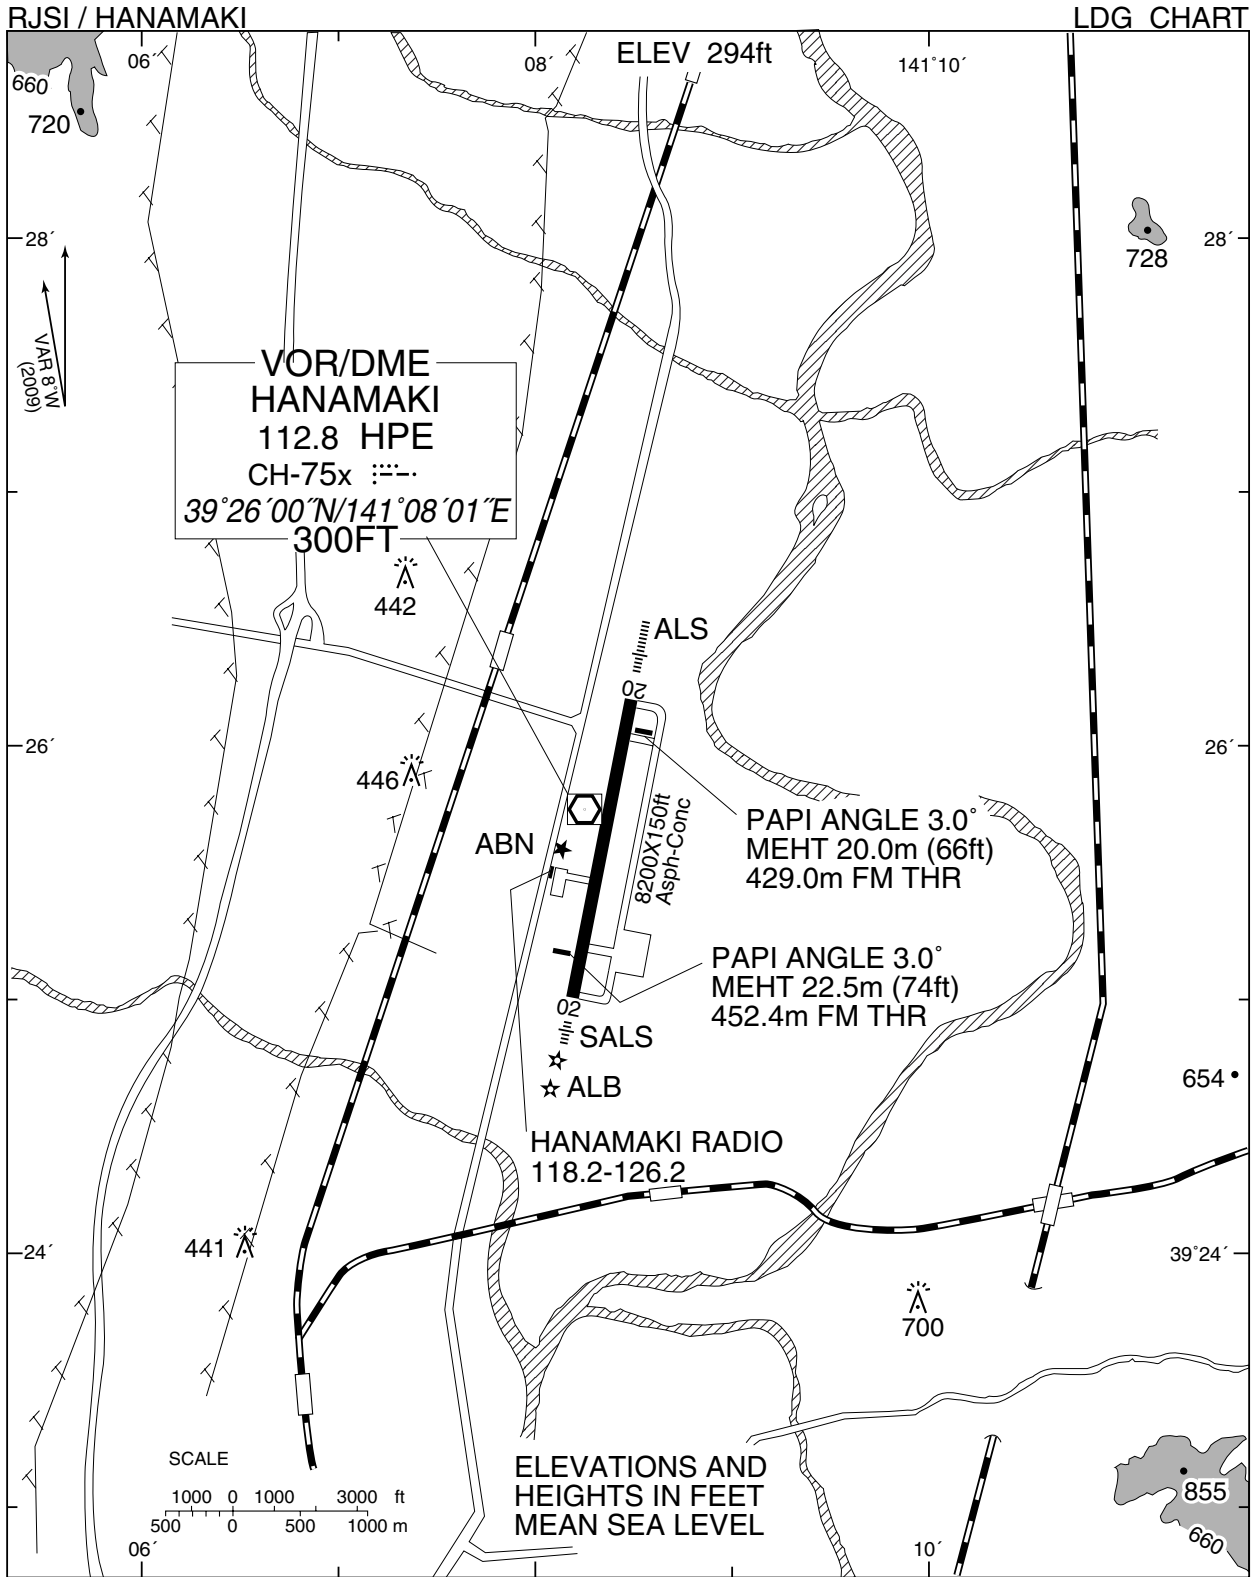 RJSI / HANAMAKI
LDG CHART
06´
08´
ELEV 294ft
141°10´
660
720
28´
28´
728
VAR 8°W
(2009)
VOR/DME
HANAMAKI
112.8 HPE
CH-75x
39°26´00˝N/141°08´01˝E
300FT
442
ALS
20
26´
26´
446
ABN
8200X150ft
Asph-Conc
PAPI ANGLE 3.0°
MEHT 20.0m (66ft)
429.0m FM THR
PAPI ANGLE 3.0°
MEHT 22.5m (74ft)
452.4m FM THR
02
SALS
ALB
654
HANAMAKI RADIO
118.2-126.2
441
24´
39°24´
700
SCALE
1000 0 1000 3000 ft
500 0 500 1000 m
ELEVATIONS AND
HEIGHTS IN FEET
MEAN SEA LEVEL
855
660
06´
10´